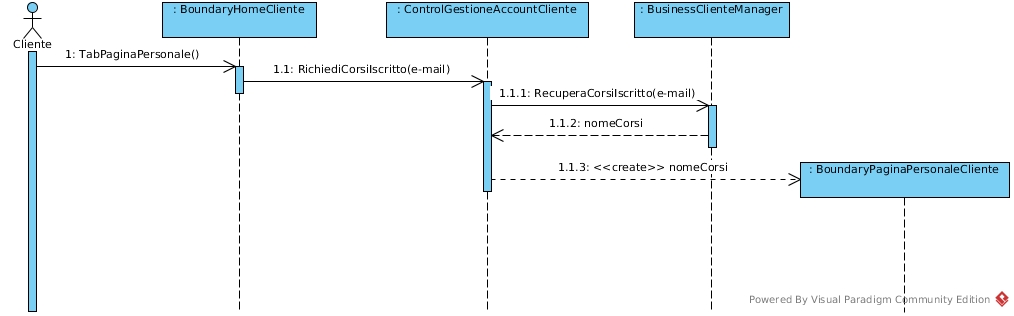 : BoundaryHomeCliente
: ControlGestioneAccountCliente
: BusinessClienteManager
Cliente
1: TabPaginaPersonale()
1.1: RichiediCorsiIscritto(e-mail)
1.1.1: RecuperaCorsiIscritto(e-mail)
1.1.2: nomeCorsi
1.1.3: <<create>> nomeCorsi
: BoundaryPaginaPersonaleCliente
Powered By Visual Paradigm Community Edition